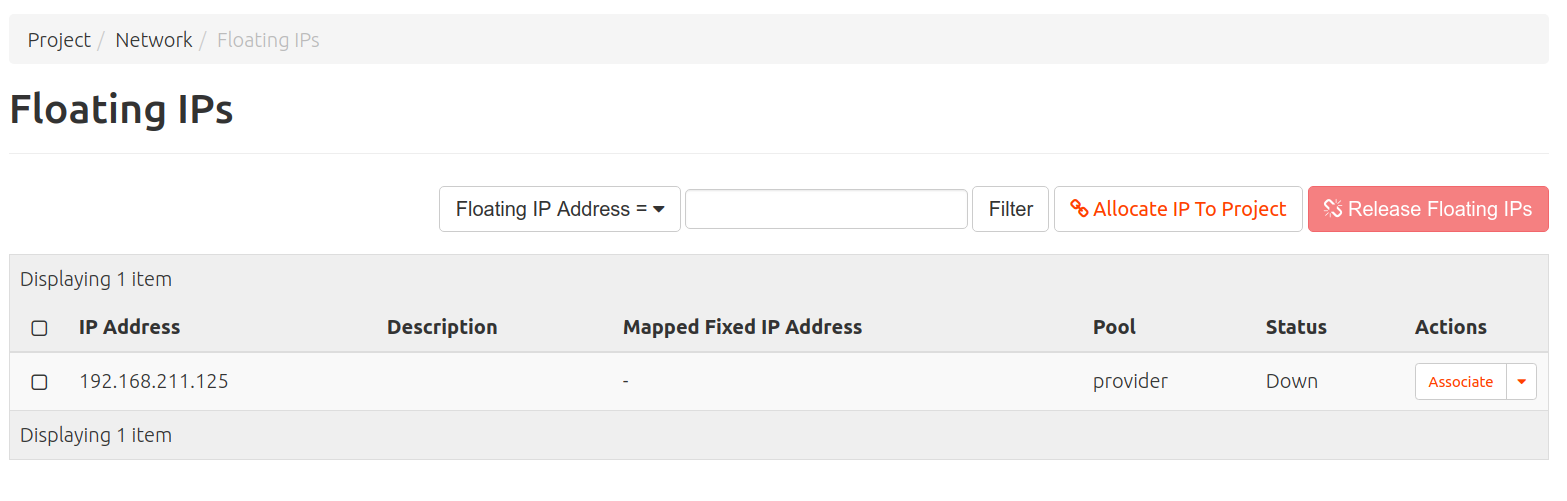 Project / Network / Floating IPs
Floating IPs
Floating IP Address = Filter Allocate IP To Project Release Floating IPs
Displaying 1 item
IP Address Description Mapped Fixed IP Address Pool Status Actions
192.168.211.125 - provider Down Associate
Displaying 1 item